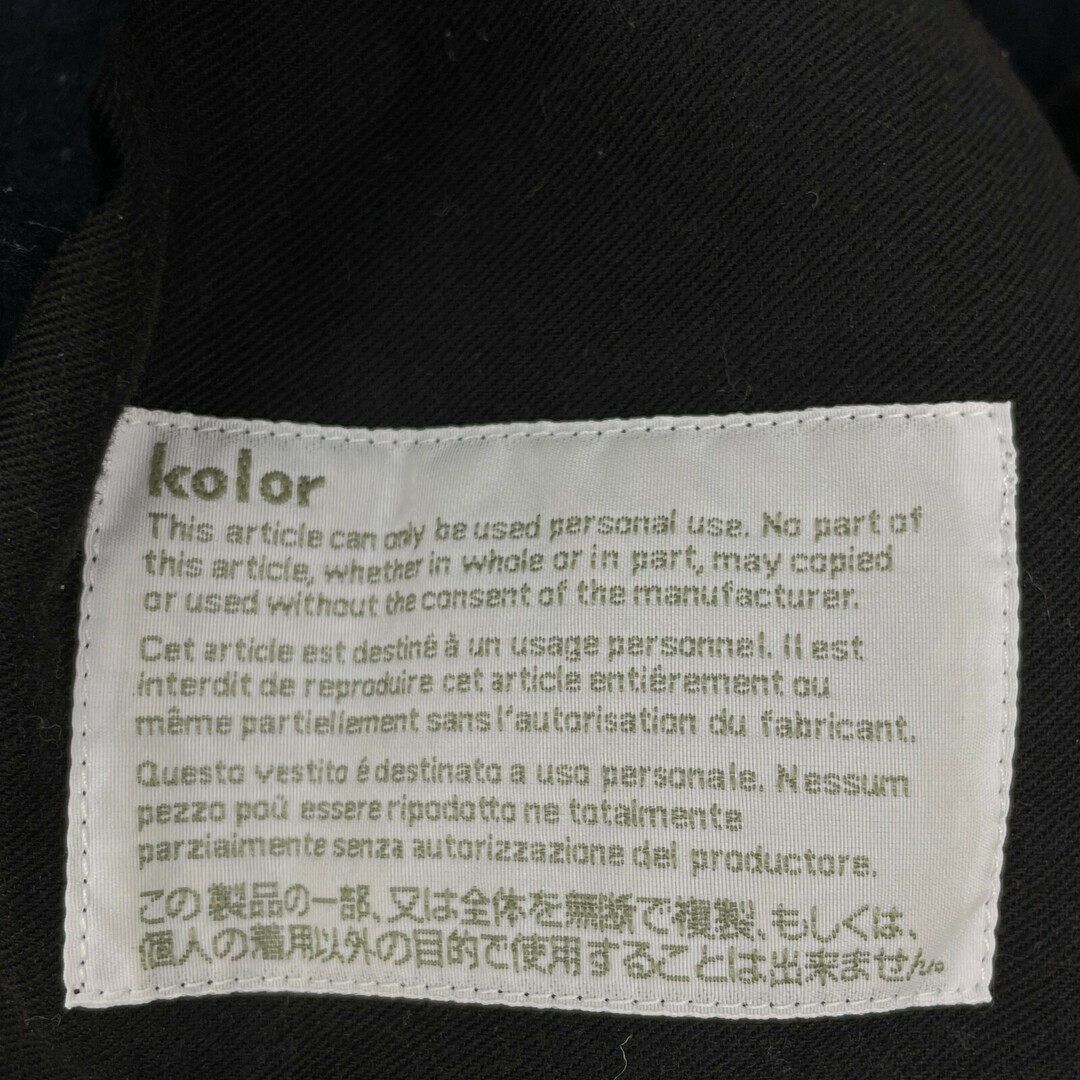 kolor
This article can only be used personal use. No part of
this article, whether in whole or in part, may copied
or used without the consent of the manufacturer.
Cet article est destiné à un usage personnel. Il est
interdit de reproduire cet article entiérement ou
même partiellement sans l'autorisation du fabricant.
Questo vestito é destinato a uso personale. Nessum
pezzo poū essere ripodotto ne totalmente
parzialmente senza autorizzazione del productore.
この製品の一部、又は全体を無断で複製、もしくは、
個人の着用以外の目的で使用することは出来ません。